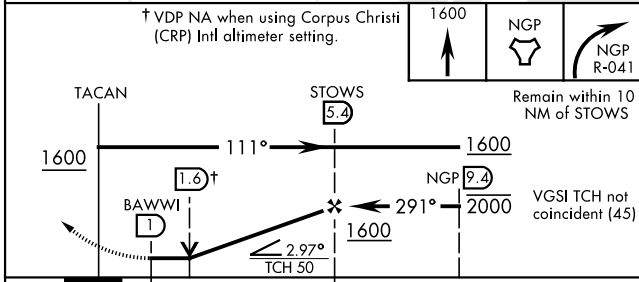 † VDP NA when using Corpus Christi
(CRP) Intl altimeter setting.
1600
NGP
NGP
R-041
TACAN
STOWS
5.4
Remain within 10
NM of STOWS
111°
1600
1600
1.6 †
NGP 9.4
BAWWI
1
291°
2000
VGSI TCH not
coincident (45)
1600
2.97°
TCH 50